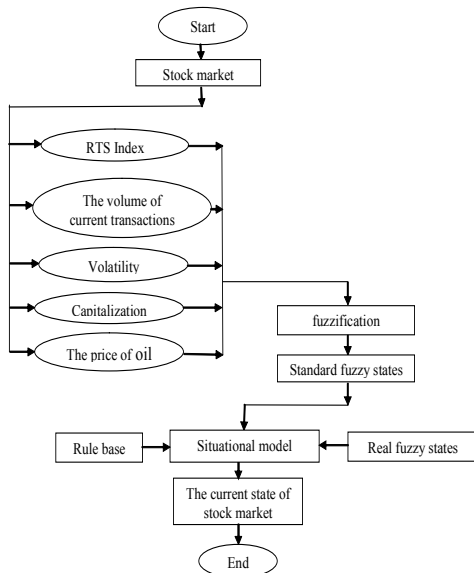 Start
Stock market
RTS Index
The volume of
current transactions
Volatility
Capitalization
The price of oil
fuzzification
Standard fuzzy states
Rule base
Situational model
Real fuzzy states
The current state of
stock market
End